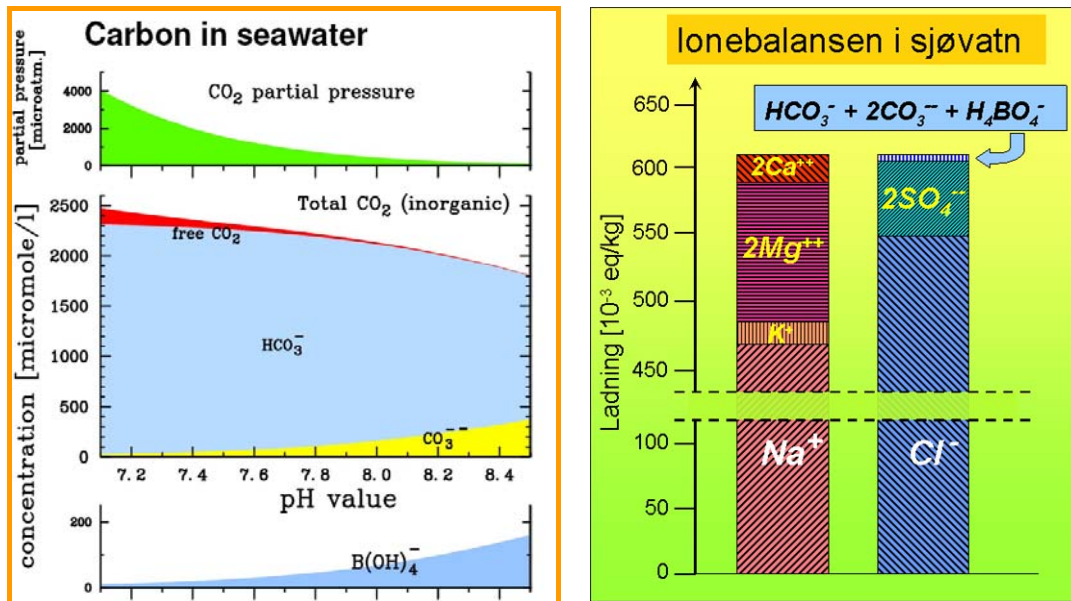 Carbon in seawater
partial pressure
[microatm.]
4000
2000
0
CO₂ partial pressure
concentration [micromole/l]
2500
2000
1500
1000
500
0
Total CO₂ (inorganic)
free CO₂
HCO₃⁻
CO₃⁻⁻
7.2 7.4 7.6 7.8 8.0 8.2 8.4
pH value
200
0
B(OH)₄⁻
Ionebalansen i sjøvatn
HCO₃⁻ + 2CO₃⁻⁻ + H₄BO₄⁻
Ladning [10⁻³ eq/kg]
650
600
550
500
450
100
50
0
2Ca⁺⁺
2Mg⁺⁺
K⁺
Na⁺
2SO₄⁻⁻
Cl⁻